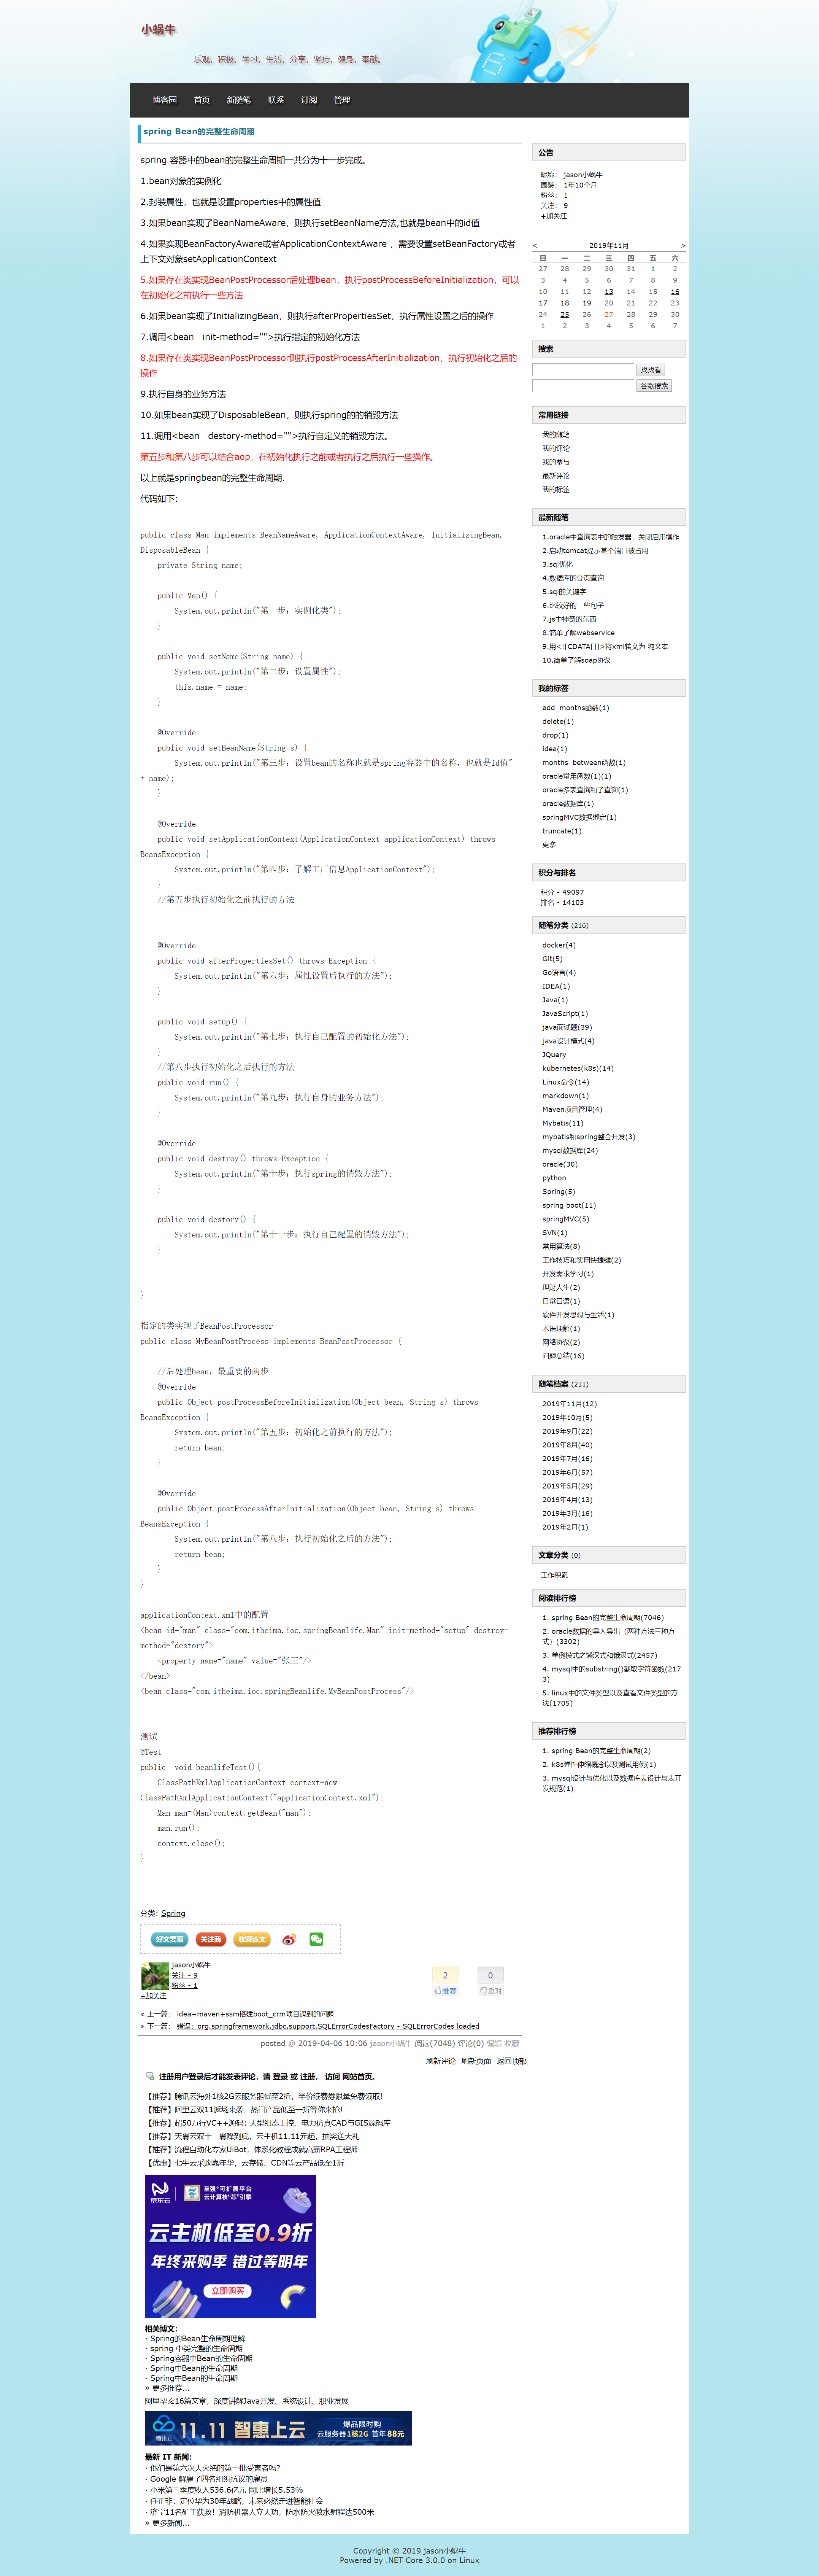 小蜗牛
乐观，积极，学习，生活，分享，坚持，健身，奉献。
博客园 首页 新随笔 联系 订阅 管理
spring Bean的完整生命周期
spring 容器中的bean的完整生命周期一共分为十一步完成。
1.bean对象的实例化
2.封装属性，也就是设置properties中的属性值
3.如果bean实现了BeanNameAware，则执行setBeanName方法,也就是bean中的id值
4.如果实现BeanFactoryAware或者ApplicationContextAware ，需要设置setBeanFactory或者
上下文对象setApplicationContext
5.如果存在类实现BeanPostProcessor后处理bean，执行postProcessBeforeInitialization，可以
在初始化之前执行一些方法
6.如果bean实现了InitializingBean，则执行afterPropertiesSet，执行属性设置之后的操作
7.调用<bean init-method="">执行指定的初始化方法
8.如果存在类实现BeanPostProcessor则执行postProcessAfterInitialization，执行初始化之后的
操作
9.执行自身的业务方法
10.如果bean实现了DisposableBean，则执行spring的的销毁方法
11.调用<bean destory-method="">执行自定义的销毁方法。
第五步和第八步可以结合aop，在初始化执行之前或者执行之后执行一些操作。
以上就是springbean的完整生命周期.
代码如下：
public class Man implements BeanNameAware, ApplicationContextAware, InitializingBean,
DisposableBean {
private String name;
public Man() {
System.out.println("第一步：实例化类");
}
public void setName(String name) {
System.out.println("第二步：设置属性");
this.name = name;
}
@Override
public void setBeanName(String s) {
System.out.println("第三步：设置bean的名称也就是spring容器中的名称，也就是id值"
+ name);
}
@Override
public void setApplicationContext(ApplicationContext applicationContext) throws
BeansException {
System.out.println("第四步：了解工厂信息ApplicationContext");
}
//第五步执行初始化之前执行的方法
@Override
public void afterPropertiesSet() throws Exception {
System.out.println("第六步：属性设置后执行的方法");
}
public void setup() {
System.out.println("第七步：执行自己配置的初始化方法");
}
//第八步执行初始化之后执行的方法
public void run() {
System.out.println("第九步：执行自身的业务方法");
}
@Override
public void destroy() throws Exception {
System.out.println("第十步：执行spring的销毁方法");
}
public void destory() {
System.out.println("第十一步：执行自己配置的销毁方法");
}
}
指定的类实现了BeanPostProcessor
public class MyBeanPostProcess implements BeanPostProcessor {
//后处理bean，最重要的两步
@Override
public Object postProcessBeforeInitialization(Object bean, String s) throws
BeansException {
System.out.println("第五步：初始化之前执行的方法");
return bean;
}
@Override
public Object postProcessAfterInitialization(Object bean, String s) throws
BeansException {
System.out.println("第八步：执行初始化之后的方法");
return bean;
}
}
applicationContext.xml中的配置
<bean id="man" class="com.itheima.ioc.springBeanlife.Man" init-method="setup" destroy-
method="destory">
<property name="name" value="张三"/>
</bean>
<bean class="com.itheima.ioc.springBeanlife.MyBeanPostProcess"/>
测试
@Test
public void beanlifeTest(){
ClassPathXmlApplicationContext context=new
ClassPathXmlApplicationContext("applicationContext.xml");
Man man=(Man)context.getBean("man");
man.run();
context.close();
}
分类: Spring
好文要顶 关注我 收藏该文
jason小蜗牛
关注 - 9
粉丝 - 1
+加关注
2 0
推荐 反对
« 上一篇： idea+maven+ssm搭建boot_crm项目遇到的问题
» 下一篇： 错误：org.springframework.jdbc.support.SQLErrorCodesFactory - SQLErrorCodes loaded
posted @ 2019-04-06 10:06 jason小蜗牛 阅读(7048) 评论(0) 编辑 收藏
刷新评论 刷新页面 返回顶部
注册用户登录后才能发表评论，请 登录 或 注册， 访问 网站首页。
【推荐】腾讯云海外1核2G云服务器低至2折，半价续费券限量免费领取！
【推荐】阿里云双11返场来袭，热门产品低至一折等你来抢！
【推荐】超50万行VC++源码: 大型组态工控、电力仿真CAD与GIS源码库
【推荐】天翼云双十一翼降到底，云主机11.11元起，抽奖送大礼
【推荐】流程自动化专家UiBot，体系化教程成就高薪RPA工程师
【优惠】七牛云采购嘉年华，云存储、CDN等云产品低至1折
京东云
至强®可扩展平台
云计算核“芯”引擎
云主机低至0.9折
年终采购季 错过等明年
立即购买
相关博文：
· Spring的Bean生命周期理解
· spring 中类完整的生命周期
· Spring容器中Bean的生命周期
· Spring中Bean的生命周期
· Spring中Bean的生命周期
» 更多推荐...
阿里华玄16篇文章，深度讲解Java开发、系统设计、职业发展
腾讯云
11.11 智惠上云
爆品限时购
云服务器1核2G 首年88元
最新 IT 新闻：
· 他们是第六次大灭绝的第一批受害者吗？
· Google 解雇了四名组织抗议的雇员
· 小米第三季度收入536.6亿元 同比增长5.53%
· 任正非：定位华为30年战略，未来必然走进智能社会
· 济宁11名矿工获救！消防机器人立大功，防水防火喷水射程达500米
» 更多新闻...
公告
昵称： jason小蜗牛
园龄： 1年10个月
粉丝： 1
关注： 9
+加关注
< 2019年11月 >
日 一 二 三 四 五 六
27 28 29 30 31 1 2
3 4 5 6 7 8 9
10 11 12 13 14 15 16
17 18 19 20 21 22 23
24 25 26 27 28 29 30
1 2 3 4 5 6 7
搜索
找找看
谷歌搜索
常用链接
我的随笔
我的评论
我的参与
最新评论
我的标签
最新随笔
1.oracle中查询表中的触发器，关闭启用操作
2.启动tomcat提示某个端口被占用
3.sql优化
4.数据库的分页查询
5.sql的关键字
6.比较好的一些句子
7.js中神奇的东西
8.简单了解webservice
9.用<![CDATA[]]>将xml转义为 纯文本
10.简单了解soap协议
我的标签
add_months函数(1)
delete(1)
drop(1)
idea(1)
months_between函数(1)
oracle常用函数(1)(1)
oracle多表查询和子查询(1)
oracle数据库(1)
springMVC数据绑定(1)
truncate(1)
更多
积分与排名
积分 - 49097
排名 - 14103
随笔分类 (216)
docker(4)
Git(5)
Go语言(4)
IDEA(1)
Java(1)
JavaScript(1)
java面试题(39)
java设计模式(4)
JQuery
kubernetes(k8s)(14)
Linux命令(14)
markdown(1)
Maven项目管理(4)
Mybatis(11)
mybatis和spring整合开发(3)
mysql数据库(24)
oracle(30)
python
Spring(5)
spring boot(11)
springMVC(5)
SVN(1)
常用算法(8)
工作技巧和实用快捷键(2)
开发需求学习(1)
理财人生(2)
日常口语(1)
软件开发思想与生活(1)
术语理解(1)
网络协议(2)
问题总结(16)
随笔档案 (211)
2019年11月(12)
2019年10月(5)
2019年9月(22)
2019年8月(40)
2019年7月(16)
2019年6月(57)
2019年5月(29)
2019年4月(13)
2019年3月(16)
2019年2月(1)
文章分类 (0)
工作积累
阅读排行榜
1. spring Bean的完整生命周期(7046)
2. oracle数据的导入导出（两种方法三种方
式）(3302)
3. 单例模式之懒汉式和饿汉式(2457)
4. mysql中的substring()截取字符函数(217
3)
5. linux中的文件类型以及查看文件类型的方
法(1705)
推荐排行榜
1. spring Bean的完整生命周期(2)
2. k8s弹性伸缩概念以及测试用例(1)
3. mysql设计与优化以及数据库表设计与表开
发规范(1)
Copyright © 2019 jason小蜗牛
Powered by .NET Core 3.0.0 on Linux